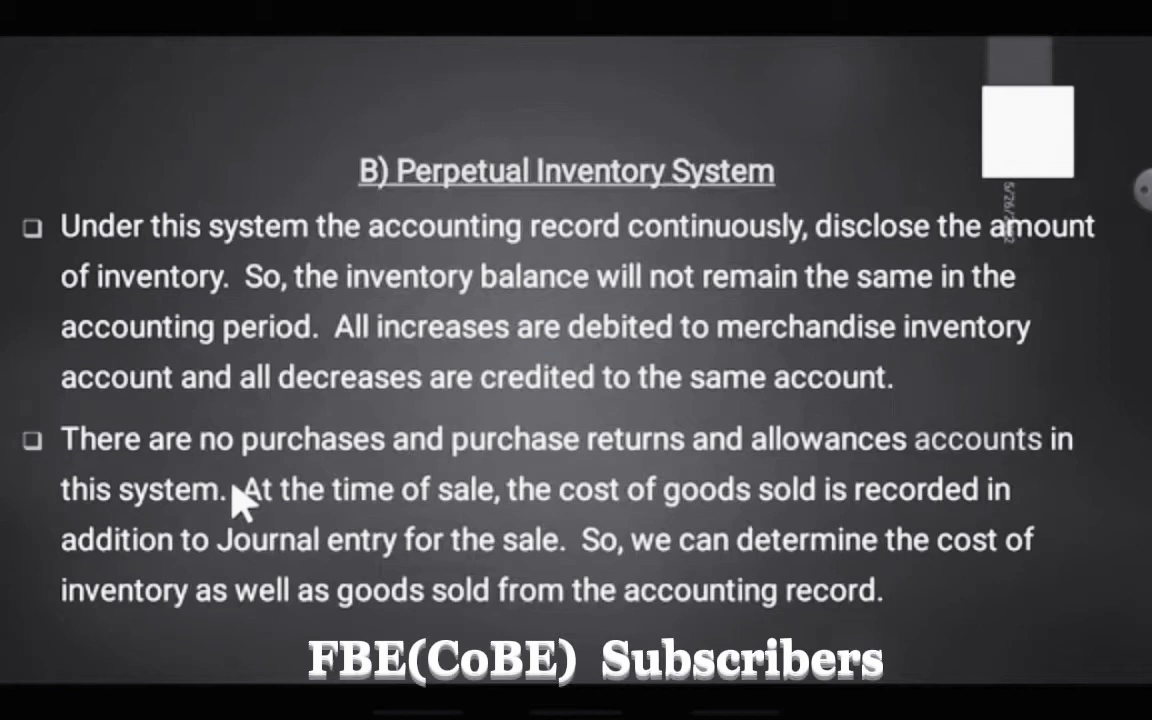 B) Perpetual Inventory System
❑ Under this system the accounting record continuously, disclose the amount
of inventory. So, the inventory balance will not remain the same in the
accounting period. All increases are debited to merchandise inventory
account and all decreases are credited to the same account.
❑ There are no purchases and purchase returns and allowances accounts in
this system. At the time of sale, the cost of goods sold is recorded in
addition to Journal entry for the sale. So, we can determine the cost of
inventory as well as goods sold from the accounting record.
FBE(CoBE) Subscribers